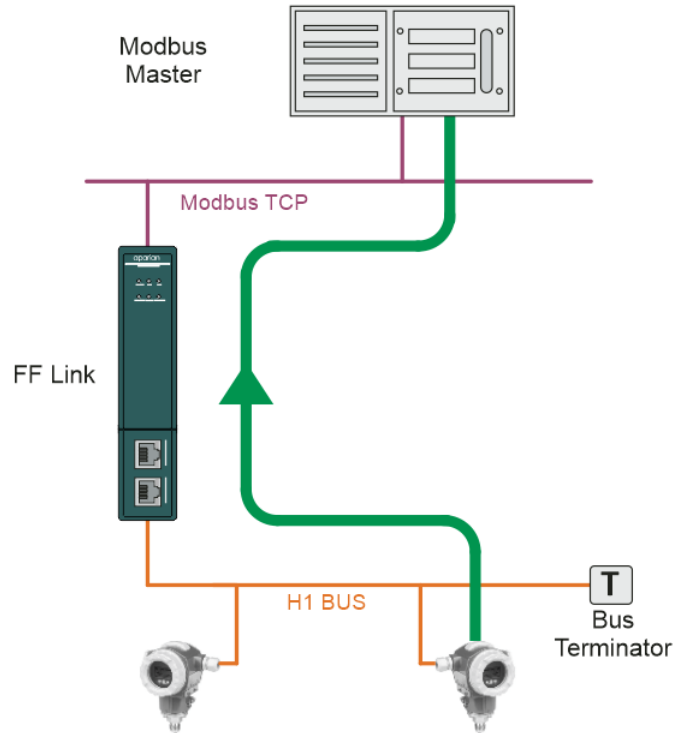 Modbus
Master
Modbus TCP
aparian
FF Link
H1 BUS
T
Bus
Terminator